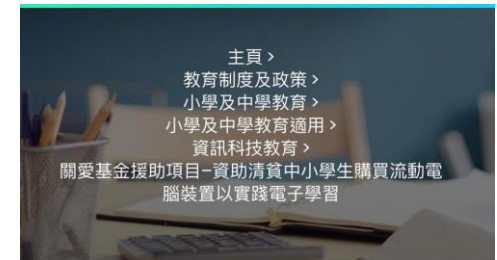 主頁 >
教育制度及政策 >
小學及中學教育 >
小學及中學教育適用 >
資訊科技教育 >
關愛基金援助項目–資助清貧中小學生購買流動電
腦裝置以實踐電子學習